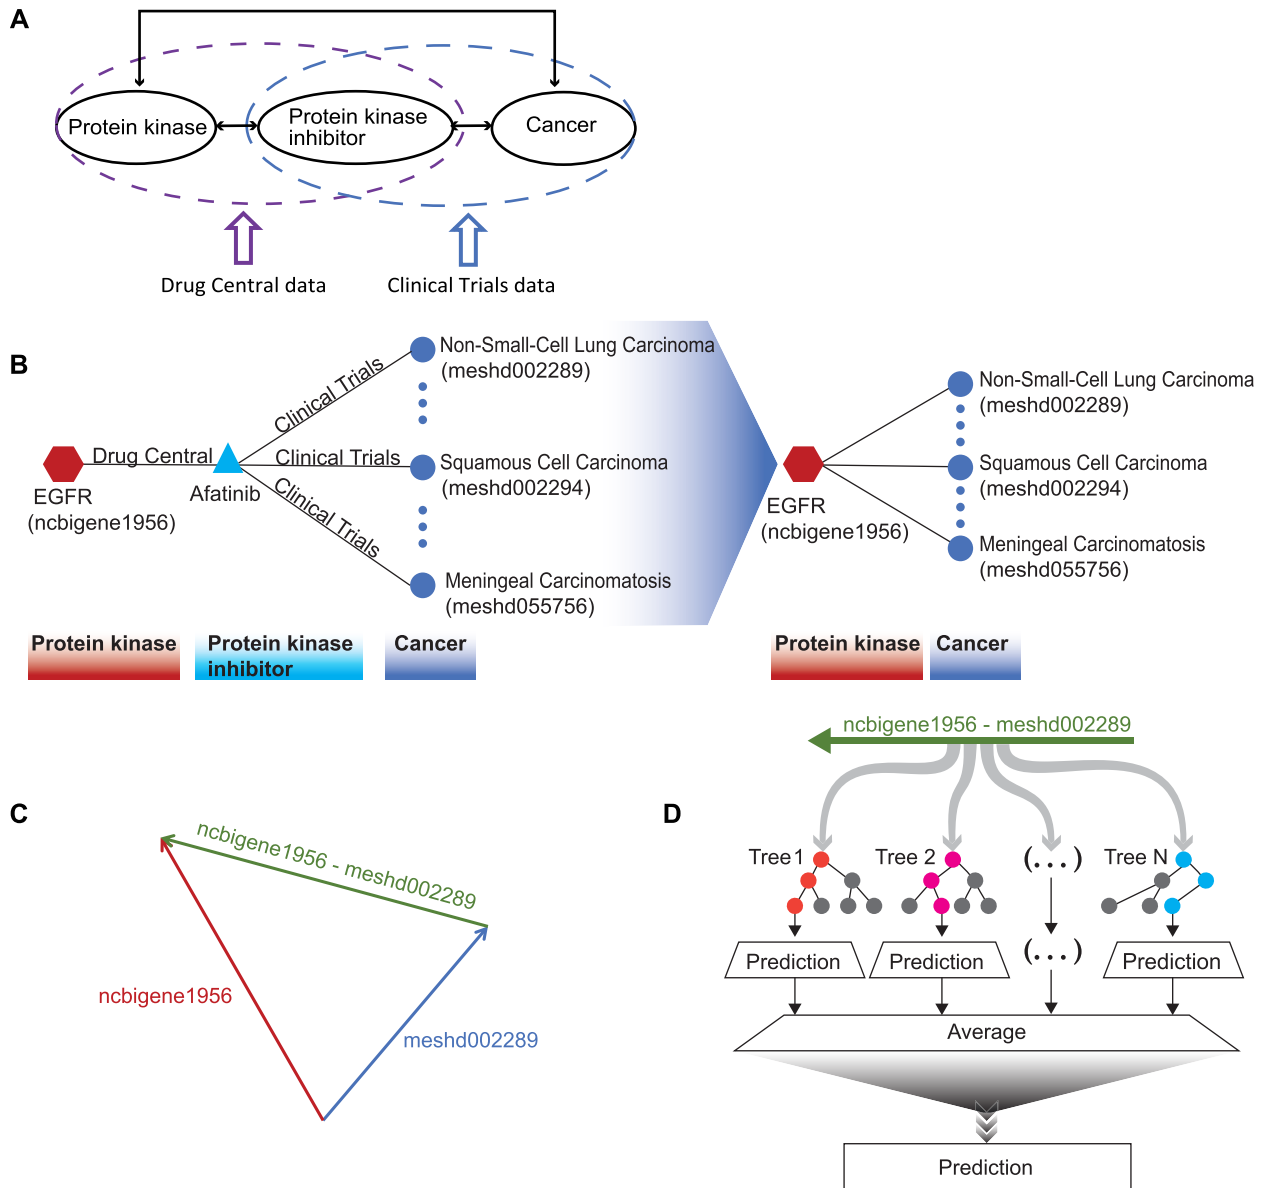 A
Protein kinase
Protein kinase
inhibitor
Cancer
Drug Central data
Clinical Trials data
B
EGFR
(ncbigene1956)
Drug Central
Afatinib
Clinical Trials
Clinical Trials
Clinical Trials
Non-Small-Cell Lung Carcinoma
(meshd002289)
Squamous Cell Carcinoma
(meshd002294)
Meningeal Carcinomatosis
(meshd055756)
EGFR
(ncbigene1956)
Non-Small-Cell Lung Carcinoma
(meshd002289)
Squamous Cell Carcinoma
(meshd002294)
Meningeal Carcinomatosis
(meshd055756)
Protein kinase
Protein kinase
inhibitor
Cancer
Protein kinase
Cancer
C
ncbigene1956 - meshd002289
ncbigene1956
meshd002289
D
ncbigene1956 - meshd002289
Tree 1
Tree 2
(...)
Tree N
Prediction
Prediction
(...)
Prediction
Average
Prediction